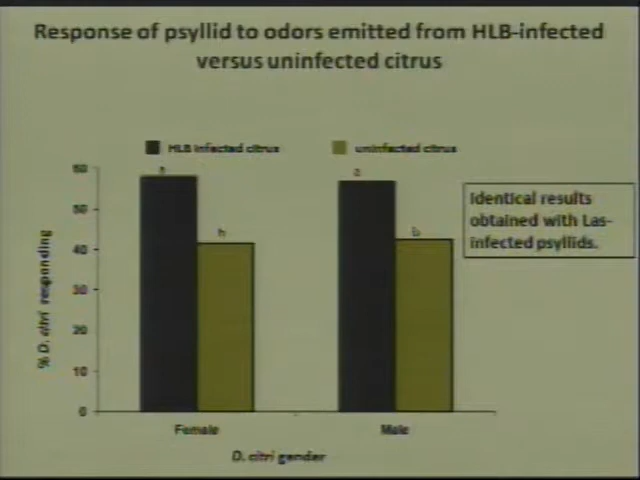 Response of psyllid to odors emitted from HLB-infected
versus uninfected citrus
HLB infected citrus
uninfected citrus
60
50
40
30
20
10
0
% D. citri responding
a
b
a
b
Identical results
obtained with Las-
infected psyllids.
Female
Male
D. citri gender